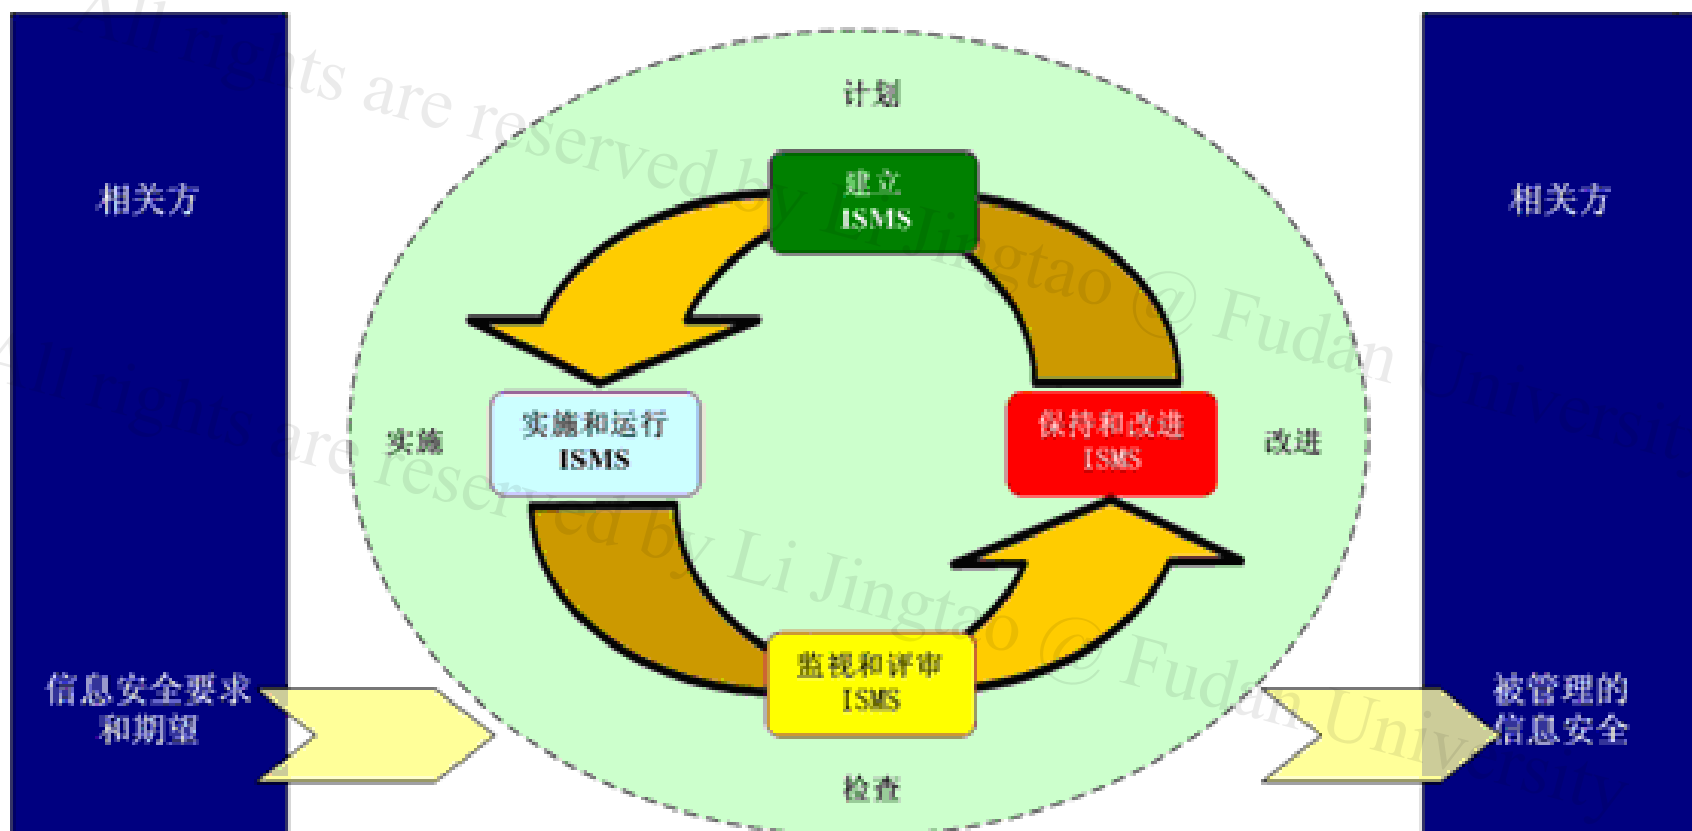 计划
相关方
建立
ISMS
相关方
实施
实施和运行
ISMS
保持和改进
ISMS
改进
信息安全要求
和期望
监视和评审
ISMS
被管理的
信息安全
检查
All rights are reserved by Li Jingtao @ Fudan University
All rights are reserved by Li Jingtao @ Fudan University